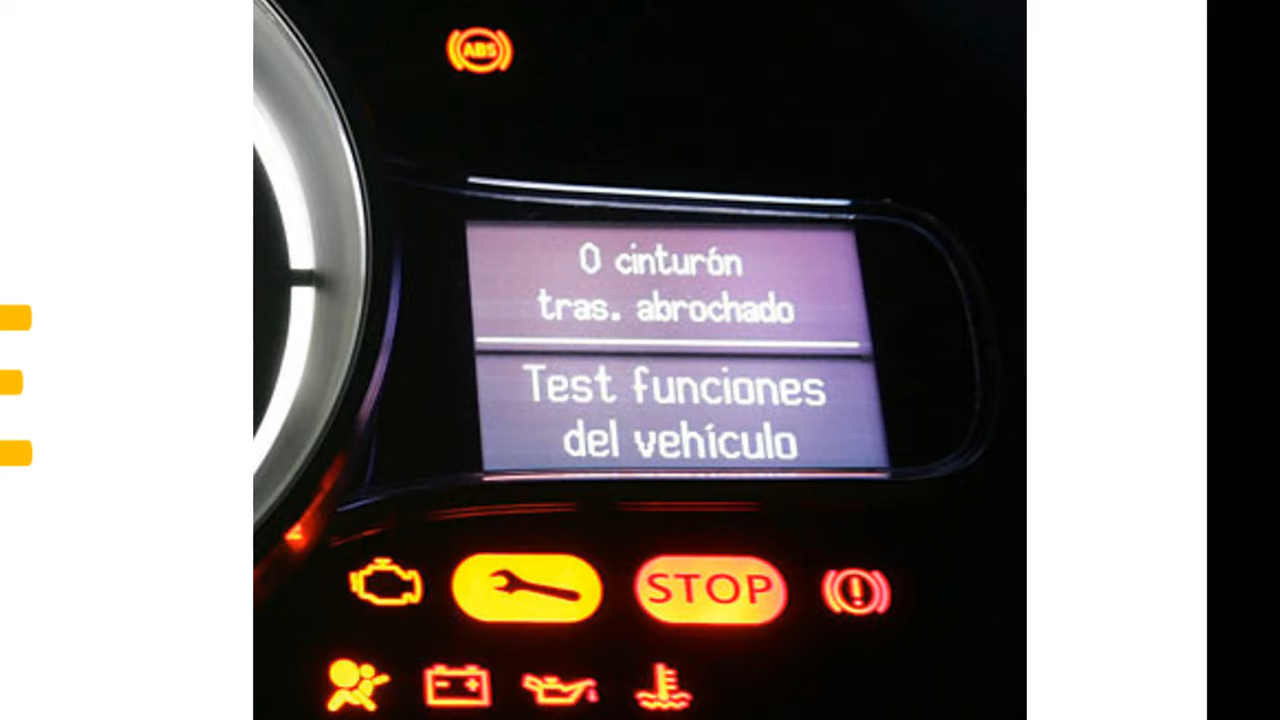 ABS
0 cinturón
tras. abrochado
Test funciones
del vehículo
STOP